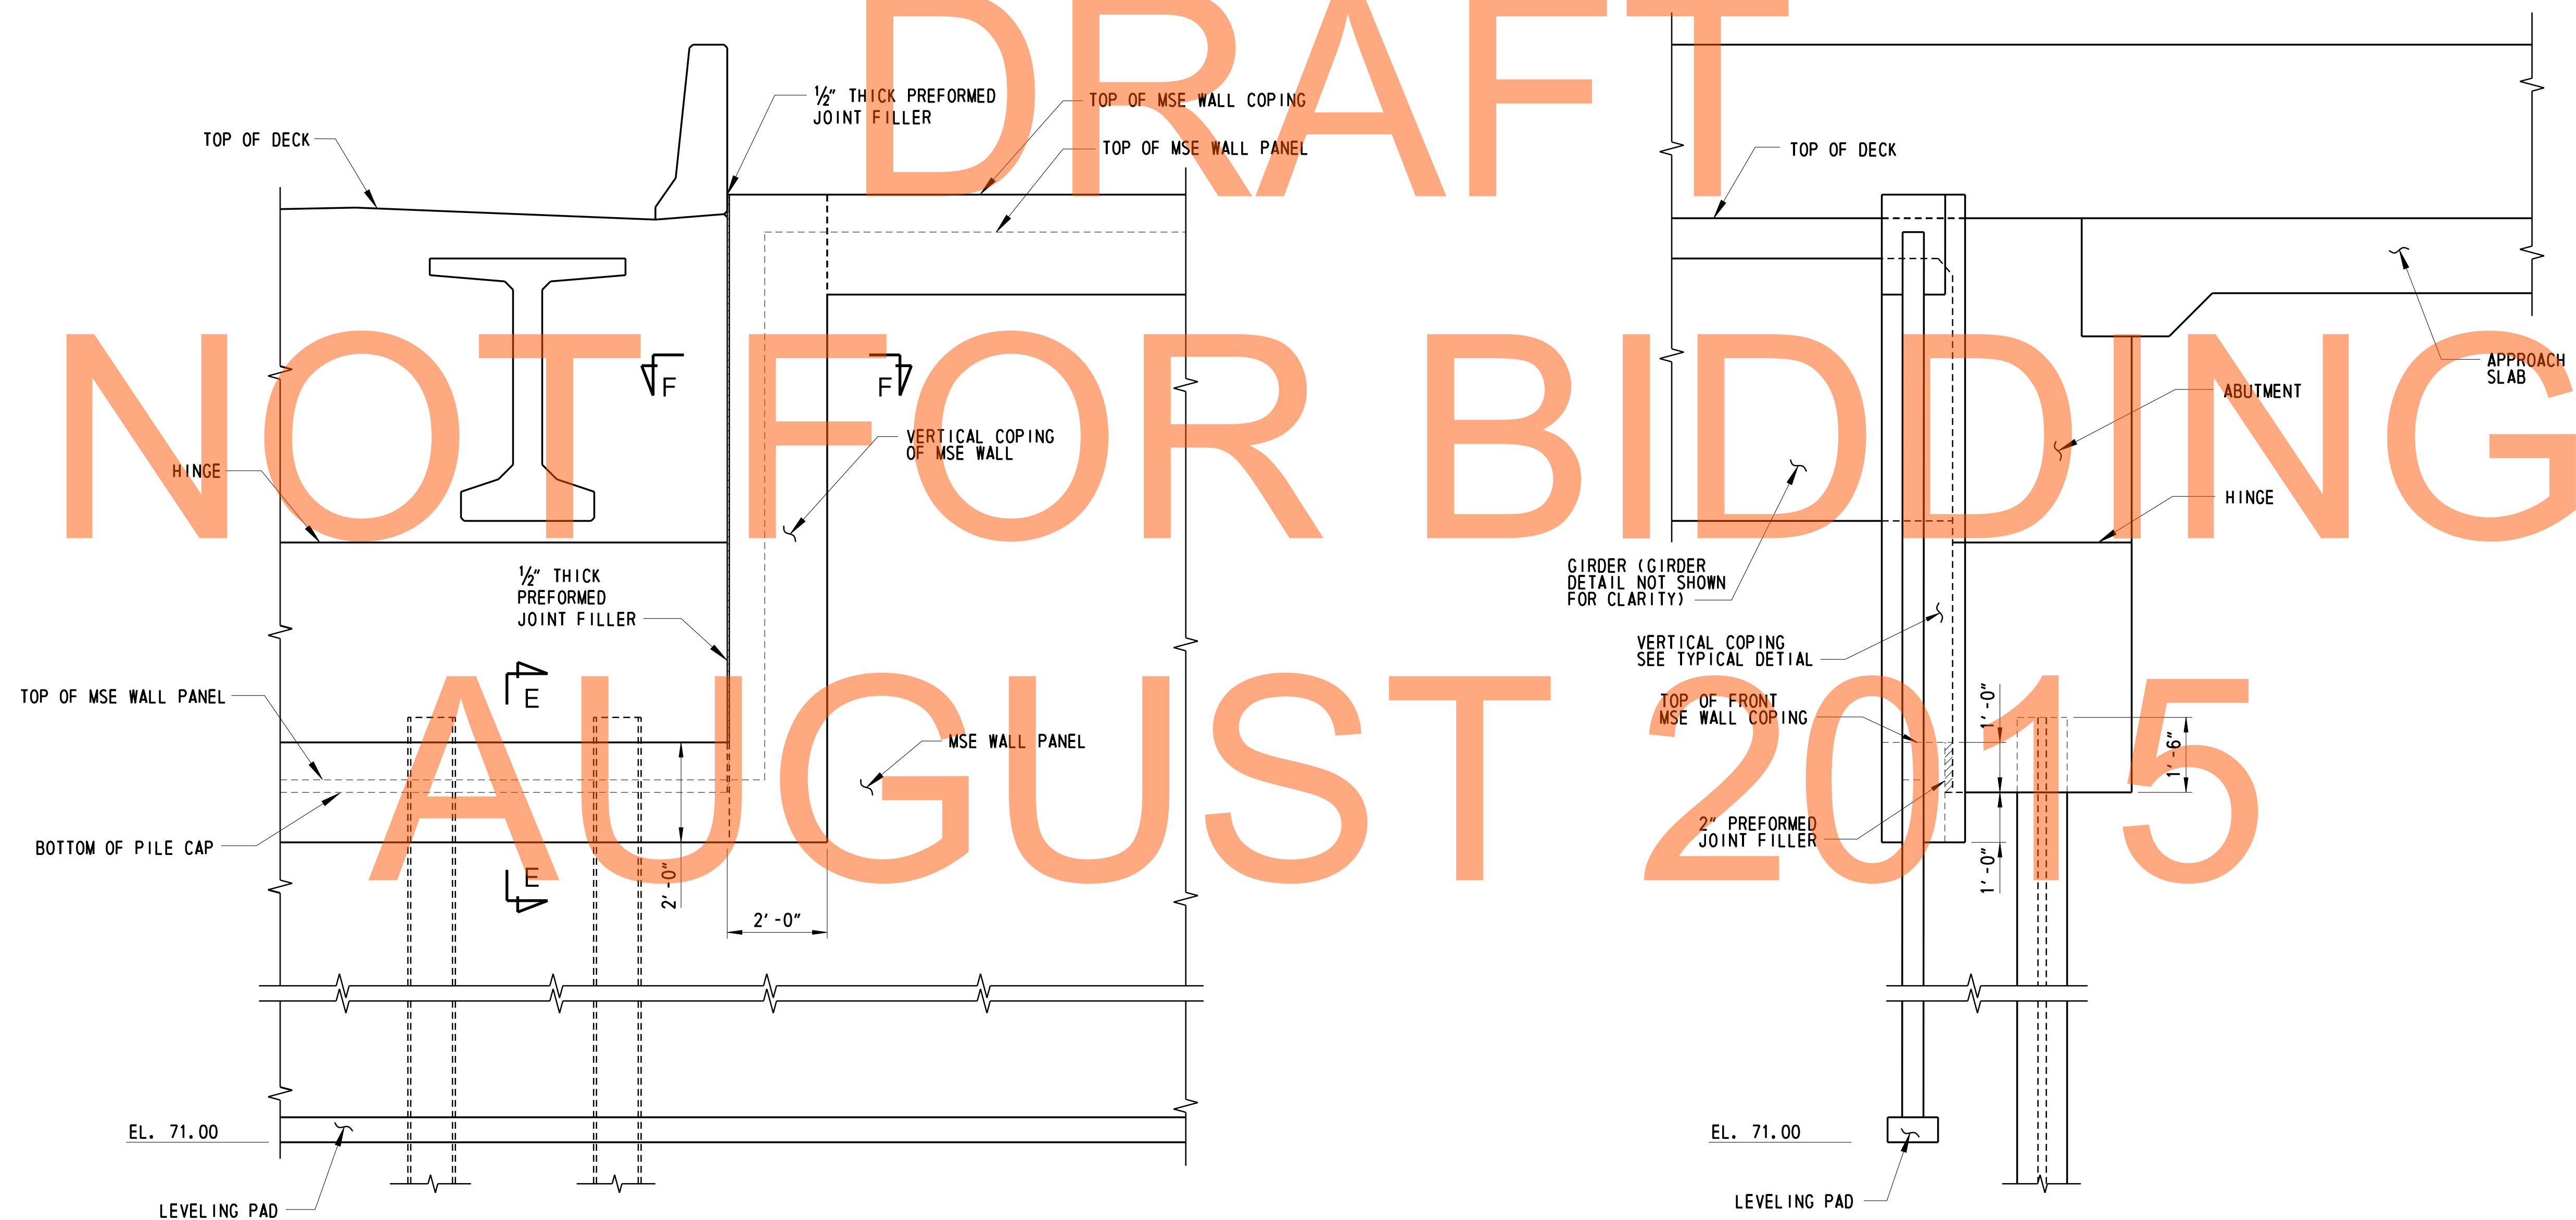 DRAFT
NOT FOR BIDDING
AUGUST 2015
½" THICK PREFORMED
JOINT FILLER
TOP OF MSE WALL COPING
TOP OF MSE WALL PANEL
TOP OF DECK
F
F
VERTICAL COPING
OF MSE WALL
HINGE
½" THICK
PREFORMED
JOINT FILLER
E
TOP OF MSE WALL PANEL
MSE WALL PANEL
BOTTOM OF PILE CAP
E
2'-0"
2'-0"
EL. 71.00
LEVELING PAD
TOP OF DECK
APPROACH
SLAB
ABUTMENT
HINGE
GIRDER (GIRDER
DETAIL NOT SHOWN
FOR CLARITY)
VERTICAL COPING
SEE TYPICAL DETIAL
TOP OF FRONT
MSE WALL COPING
1'-0"
1'-6"
2" PREFORMED
JOINT FILLER
1'-0"
EL. 71.00
LEVELING PAD